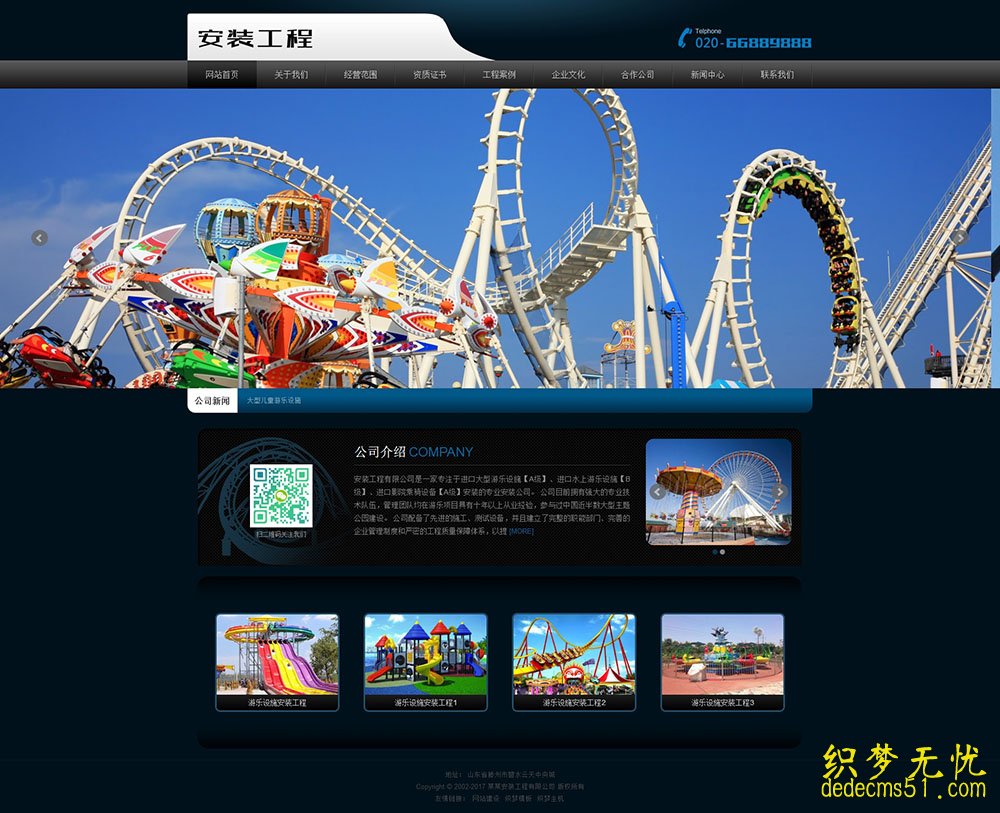 安装工程
Telphone
020-66889888
网站首页 关于我们 经营范围 资质证书 工程案例 企业文化 合作公司 新闻中心 联系我们
公司新闻 大型儿童游乐设施
公司介绍 COMPANY
安装工程有限公司是一家专注于进口大型游乐设施【A级】、进口水上游乐设施【B
级】、进口影院乘椅设备【A级】安装的专业安装公司。 公司目前拥有强大的专业技
术队伍，管理团队均在游乐项目具有十年以上从业经验，参与过中国近半数大型主题
公园建设。 公司配备了先进的施工、测试设备，并且建立了完整的职能部门、完善的
企业管理制度和严密的工程质量保障体系，以提 [MORE]
扫二维码关注我们
游乐设施安装工程
游乐设施安装工程1
游乐设施安装工程2
游乐设施安装工程3
地址： 山东省滕州市碧水云天中央城
Copyright © 2002-2017 某某安装工程有限公司 版权所有
友情链接： 网站建设 织梦模板 织梦主机
织梦无忧
dedecms51.com